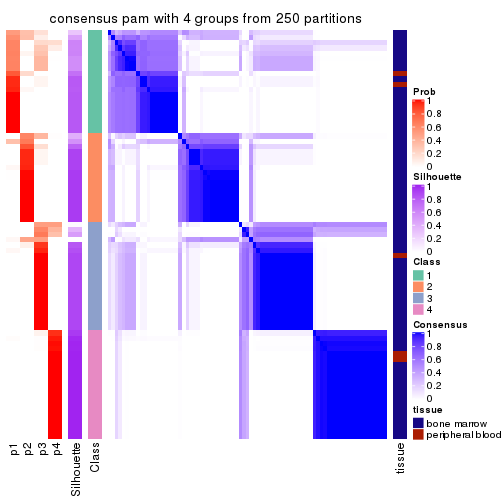 consensus pam with 4 groups from 250 partitions
Prob
1
0.8
0.6
0.4
0.2
0
Silhouette
1
0.8
0.6
0.4
0.2
0
Class
1
2
3
4
Consensus
1
0.8
0.6
0.4
0.2
0
tissue
bone marrow
peripheral blood
p1
p2
p3
p4
Silhouette
Class
tissue